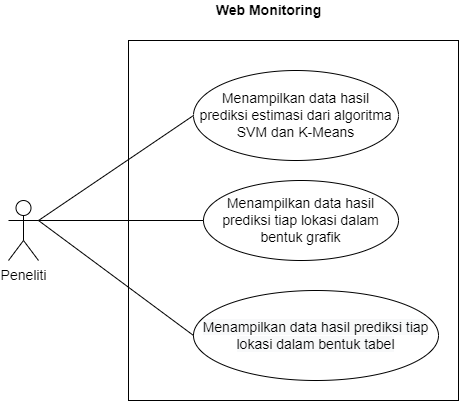 Web Monitoring
Menampilkan data hasil
prediksi estimasi dari algoritma
SVM dan K-Means
Menampilkan data hasil
prediksi tiap lokasi dalam
bentuk grafik
Peneliti
Menampilkan data hasil prediksi tiap
lokasi dalam bentuk tabel